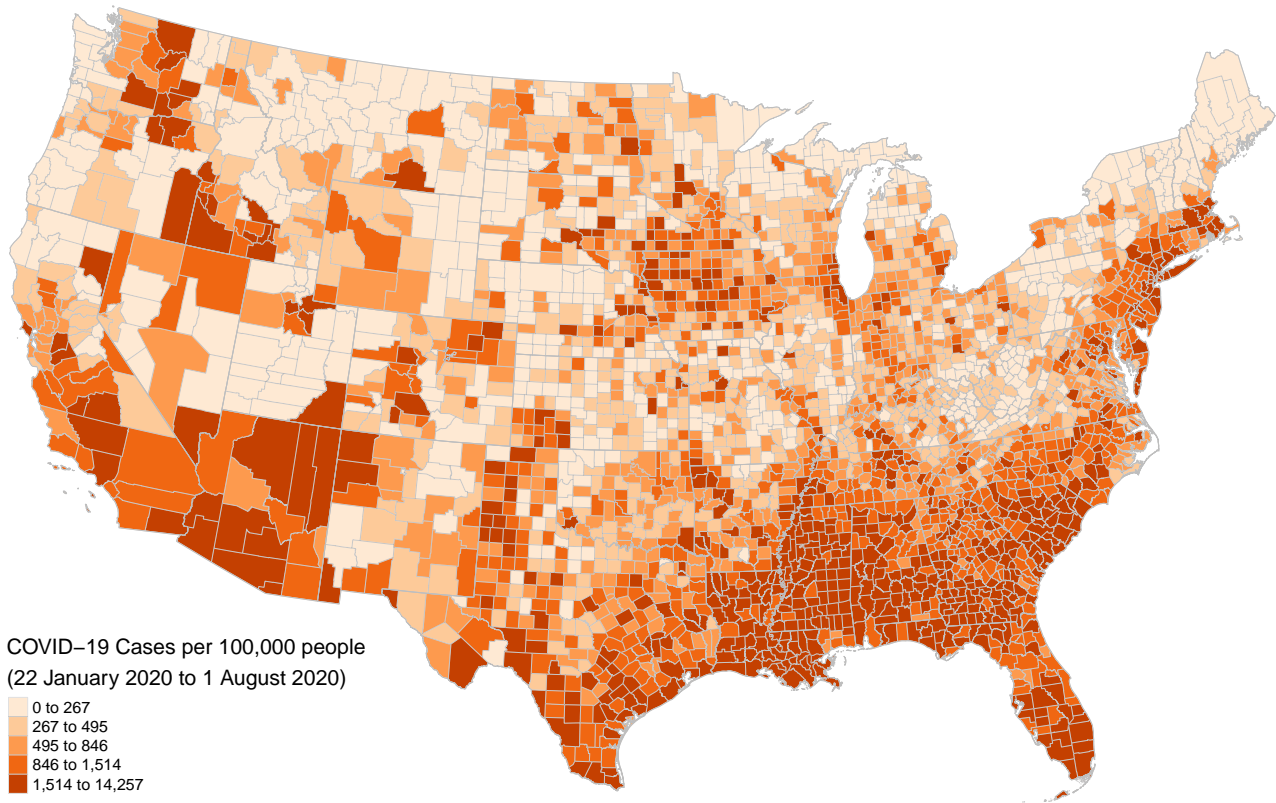 COVID−19 Cases per 100,000 people
(22 January 2020 to 1 August 2020)
0 to 267
267 to 495
495 to 846
846 to 1,514
1,514 to 14,257